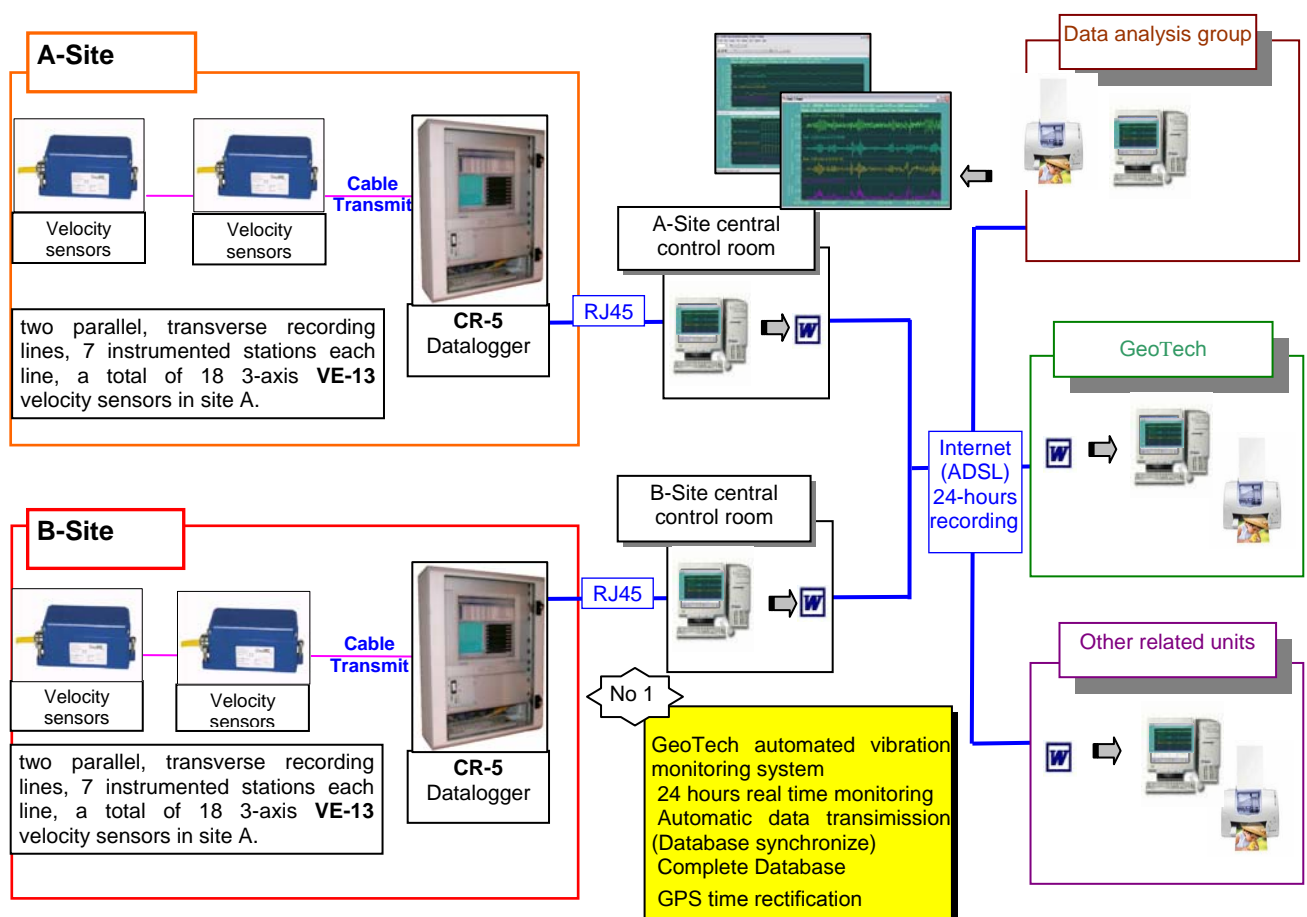 A-Site
Velocity
sensors
Velocity
sensors
Cable
Transmit
CR-5
Datalogger
two parallel, transverse recording
lines, 7 instrumented stations each
line, a total of 18 3-axis VE-13
velocity sensors in site A.
RJ45
A-Site central
control room
W
B-Site
Velocity
sensors
Velocity
sensors
Cable
Transmit
CR-5
Datalogger
two parallel, transverse recording
lines, 7 instrumented stations each
line, a total of 18 3-axis VE-13
velocity sensors in site A.
RJ45
B-Site central
control room
W
No 1
GeoTech automated vibration
monitoring system
24 hours real time monitoring
Automatic data transimission
(Database synchronize)
Complete Database
GPS time rectification
Internet
(ADSL)
24-hours
recording
Data analysis group
GeoTech
W
Other related units
W